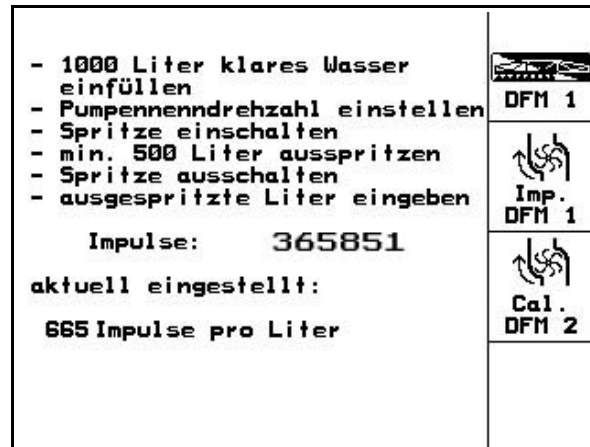 - 1000 Liter klares Wasser
einfüllen
- Pumpennenndrehzahl einstellen
- Spritze einschalten
- min. 500 Liter ausspritzen
- Spritze ausschalten
- ausgespritzte Liter eingeben
Impulse: 365851
aktuell eingestellt:
665 Impulse pro Liter
DFM 1
Imp.
DFM 1
Cal.
DFM 2